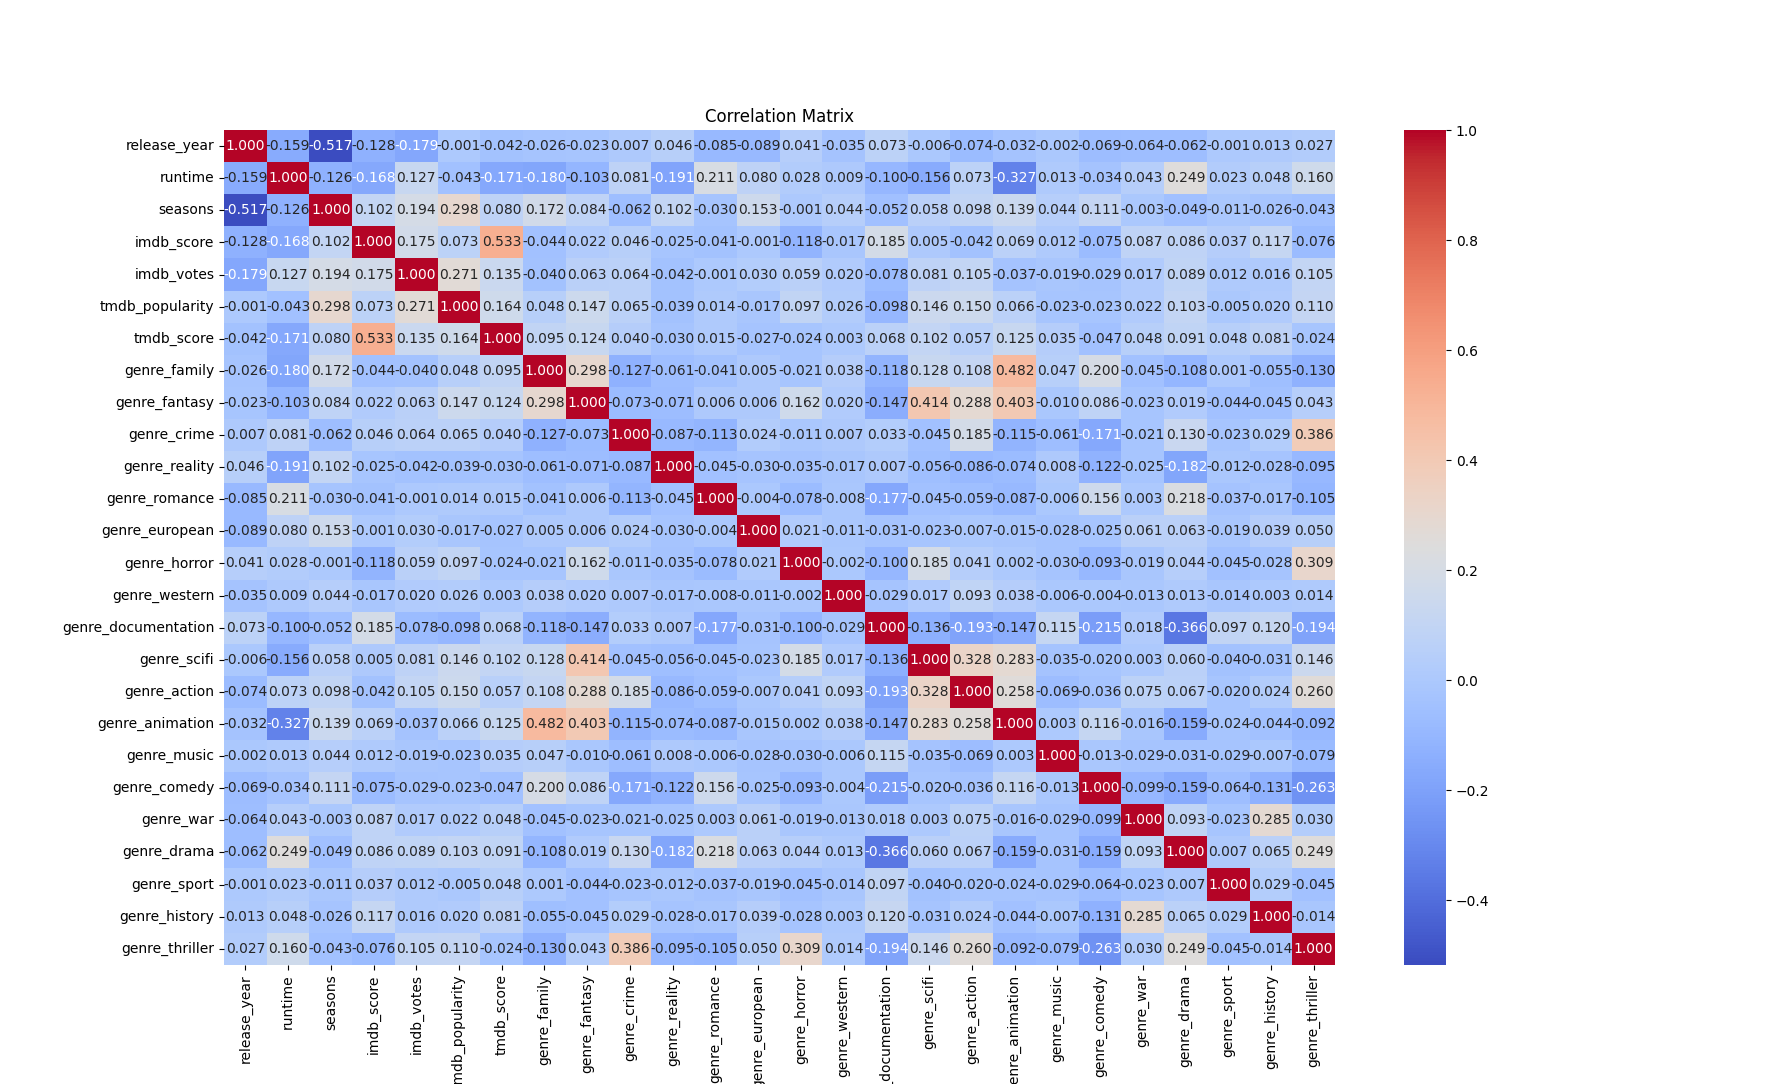 Correlation Matrix
release_year 1.000 -0.159 -0.517 -0.128 -0.179 -0.001 -0.042 -0.026 -0.023 0.007 0.046 -0.085 -0.089 0.041 -0.035 0.073 -0.006 -0.074 -0.032 -0.002 -0.069 -0.064 -0.062 -0.001 0.013 0.027
runtime -0.159 1.000 -0.126 -0.168 0.127 -0.043 -0.171 -0.180 -0.103 0.081 -0.191 0.211 0.080 0.028 0.009 -0.100 -0.156 0.073 -0.327 0.013 -0.034 0.043 0.249 0.023 0.048 0.160
seasons -0.517 -0.126 1.000 0.102 0.194 0.298 0.080 0.172 0.084 -0.062 0.102 -0.030 0.153 -0.001 0.044 -0.052 0.058 0.098 0.139 0.044 0.111 -0.003 -0.049 -0.011 -0.026 -0.043
imdb_score -0.128 -0.168 0.102 1.000 0.175 0.073 0.533 -0.044 0.022 0.046 -0.025 -0.041 -0.001 -0.118 -0.017 0.185 0.005 -0.042 0.069 0.012 -0.075 0.087 0.086 0.037 0.117 -0.076
imdb_votes -0.179 0.127 0.194 0.175 1.000 0.271 0.135 -0.040 0.063 0.064 -0.042 -0.001 0.030 0.059 0.020 -0.078 0.081 0.105 -0.037 -0.019 -0.029 0.017 0.089 0.012 0.016 0.105
tmdb_popularity -0.001 -0.043 0.298 0.073 0.271 1.000 0.164 0.048 0.147 0.065 -0.039 0.014 -0.017 0.097 0.026 -0.098 0.146 0.150 0.066 -0.023 -0.023 0.022 0.103 -0.005 0.020 0.110
tmdb_score -0.042 -0.171 0.080 0.533 0.135 0.164 1.000 0.095 0.124 0.040 -0.030 0.015 -0.027 -0.024 0.003 0.068 0.102 0.057 0.125 0.035 -0.047 0.048 0.091 0.048 0.081 -0.024
genre_family -0.026 -0.180 0.172 -0.044 -0.040 0.048 0.095 1.000 0.298 -0.127 -0.061 -0.041 0.005 -0.021 0.038 -0.118 0.128 0.108 0.482 0.047 0.200 -0.045 -0.108 0.001 -0.055 -0.130
genre_fantasy -0.023 -0.103 0.084 0.022 0.063 0.147 0.124 0.298 1.000 -0.073 -0.071 0.006 0.006 0.162 0.020 -0.147 0.414 0.288 0.403 -0.010 0.086 -0.023 0.019 -0.044 -0.045 0.043
genre_crime 0.007 0.081 -0.062 0.046 0.064 0.065 0.040 -0.127 -0.073 1.000 -0.087 -0.113 0.024 -0.011 0.007 0.033 -0.045 0.185 -0.115 -0.061 -0.171 -0.021 0.130 -0.023 0.029 0.386
genre_reality 0.046 -0.191 0.102 -0.025 -0.042 -0.039 -0.030 -0.061 -0.071 -0.087 1.000 -0.045 -0.030 -0.035 -0.017 0.007 -0.056 -0.086 -0.074 0.008 -0.122 -0.025 -0.182 -0.012 -0.028 -0.095
genre_romance -0.085 0.211 -0.030 -0.041 -0.001 0.014 0.015 -0.041 0.006 -0.113 -0.045 1.000 -0.004 -0.078 -0.008 -0.177 -0.045 -0.059 -0.087 -0.006 0.156 0.003 0.218 -0.037 -0.017 -0.105
genre_european -0.089 0.080 0.153 -0.001 0.030 -0.017 -0.027 0.005 0.006 0.024 -0.030 -0.004 1.000 0.021 -0.011 -0.031 -0.023 -0.007 -0.015 -0.028 -0.025 0.061 0.063 -0.019 0.039 0.050
genre_horror 0.041 0.028 -0.001 -0.118 0.059 0.097 -0.024 -0.021 0.162 -0.011 -0.035 -0.078 0.021 1.000 -0.002 -0.100 0.185 0.041 0.002 -0.030 -0.093 -0.019 0.044 -0.045 -0.028 0.309
genre_western -0.035 0.009 0.044 -0.017 0.020 0.026 0.003 0.038 0.020 0.007 -0.017 -0.008 -0.011 -0.002 1.000 -0.029 0.017 0.093 0.038 -0.006 -0.004 -0.013 0.013 -0.014 0.003 0.014
genre_documentation 0.073 -0.100 -0.052 0.185 -0.078 -0.098 0.068 -0.118 -0.147 0.033 0.007 -0.177 -0.031 -0.100 -0.029 1.000 -0.136 -0.193 -0.147 0.115 -0.215 0.018 -0.366 0.097 0.120 -0.194
genre_scifi -0.006 -0.156 0.058 0.005 0.081 0.146 0.102 0.128 0.414 -0.045 -0.056 -0.045 -0.023 0.185 0.017 -0.136 1.000 0.328 0.283 -0.035 -0.020 0.003 0.060 -0.040 -0.031 0.146
genre_action -0.074 0.073 0.098 -0.042 0.105 0.150 0.057 0.108 0.288 0.185 -0.086 -0.059 -0.007 0.041 0.093 -0.193 0.328 1.000 0.258 -0.069 -0.036 0.075 0.067 -0.020 0.024 0.260
genre_animation -0.032 -0.327 0.139 0.069 -0.037 0.066 0.125 0.482 0.403 -0.115 -0.074 -0.087 -0.015 0.002 0.038 -0.147 0.283 0.258 1.000 0.003 0.116 -0.016 -0.159 -0.024 -0.044 -0.092
genre_music -0.002 0.013 0.044 0.012 -0.019 -0.023 0.035 0.047 -0.010 -0.061 0.008 -0.006 -0.028 -0.030 -0.006 0.115 -0.035 -0.069 0.003 1.000 -0.013 -0.029 -0.031 -0.029 -0.007 -0.079
genre_comedy -0.069 -0.034 0.111 -0.075 -0.029 -0.023 -0.047 0.200 0.086 -0.171 -0.122 0.156 -0.025 -0.093 -0.004 -0.215 -0.020 -0.036 0.116 -0.013 1.000 -0.099 -0.159 -0.064 -0.131 -0.263
genre_war -0.064 0.043 -0.003 0.087 0.017 0.022 0.048 -0.045 -0.023 -0.021 -0.025 0.003 0.061 -0.019 -0.013 0.018 0.003 0.075 -0.016 -0.029 -0.099 1.000 0.093 -0.023 0.285 0.030
genre_drama -0.062 0.249 -0.049 0.086 0.089 0.103 0.091 -0.108 0.019 0.130 -0.182 0.218 0.063 0.044 0.013 -0.366 0.060 0.067 -0.159 -0.031 -0.159 0.093 1.000 0.007 0.065 0.249
genre_sport -0.001 0.023 -0.011 0.037 0.012 -0.005 0.048 0.001 -0.044 -0.023 -0.012 -0.037 -0.019 -0.045 -0.014 0.097 -0.040 -0.020 -0.024 -0.029 -0.064 -0.023 0.007 1.000 0.029 -0.045
genre_history 0.013 0.048 -0.026 0.117 0.016 0.020 0.081 -0.055 -0.045 0.029 -0.028 -0.017 0.039 -0.028 0.003 0.120 -0.031 0.024 -0.044 -0.007 -0.131 0.285 0.065 0.029 1.000 -0.014
genre_thriller 0.027 0.160 -0.043 -0.076 0.105 0.110 -0.024 -0.130 0.043 0.386 -0.095 -0.105 0.050 0.309 0.014 -0.194 0.146 0.260 -0.092 -0.079 -0.263 0.030 0.249 -0.045 -0.014 1.000
release_year
runtime
seasons
imdb_score
imdb_votes
mdb_popularity
tmdb_score
genre_family
genre_fantasy
genre_crime
genre_reality
genre_romance
genre_european
genre_horror
genre_western
_documentation
genre_scifi
genre_action
enre_animation
genre_music
genre_comedy
genre_war
genre_drama
genre_sport
genre_history
genre_thriller
1.0
0.8
0.6
0.4
0.2
0.0
−0.2
−0.4